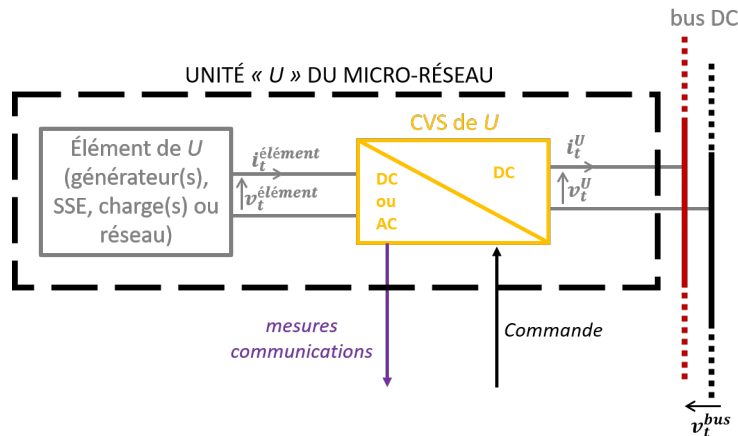 bus DC
UNITÉ « U » DU MICRO-RÉSEAU
CVS de U
Élément de U
(générateur(s),
SSE, charge(s) ou
réseau)
i_t^élément
v_t^élément
DC
ou
AC
DC
i_t^U
v_t^U
mesures
communications
Commande
v_t^bus